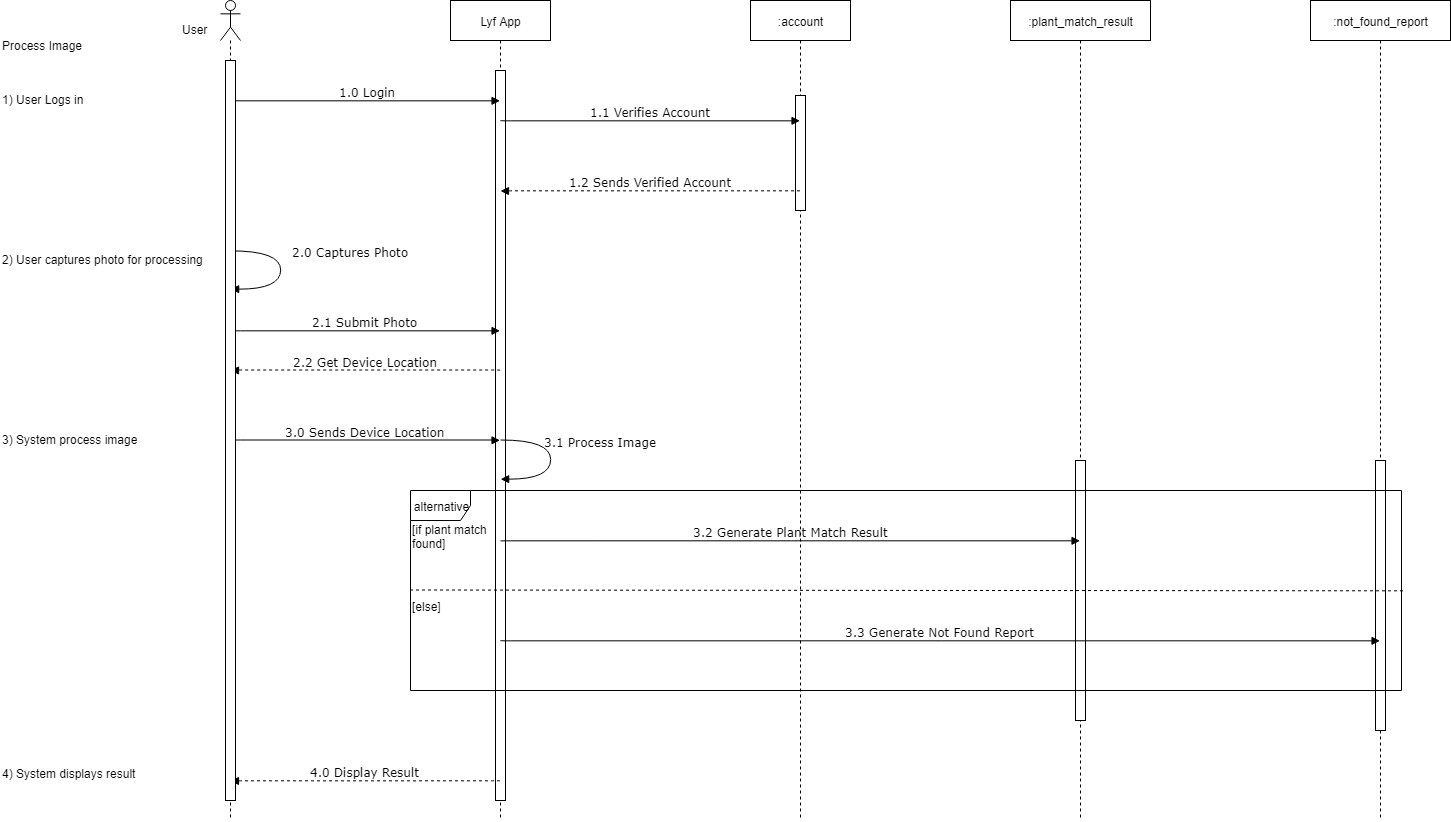 User
Lyf App
:account
:plant_match_result
:not_found_report
Process Image
1) User Logs in
1.0 Login
1.1 Verifies Account
1.2 Sends Verified Account
2) User captures photo for processing
2.0 Captures Photo
2.1 Submit Photo
2.2 Get Device Location
3) System process image
3.0 Sends Device Location
3.1 Process Image
alternative
[if plant match
found]
3.2 Generate Plant Match Result
[else]
3.3 Generate Not Found Report
4) System displays result
4.0 Display Result